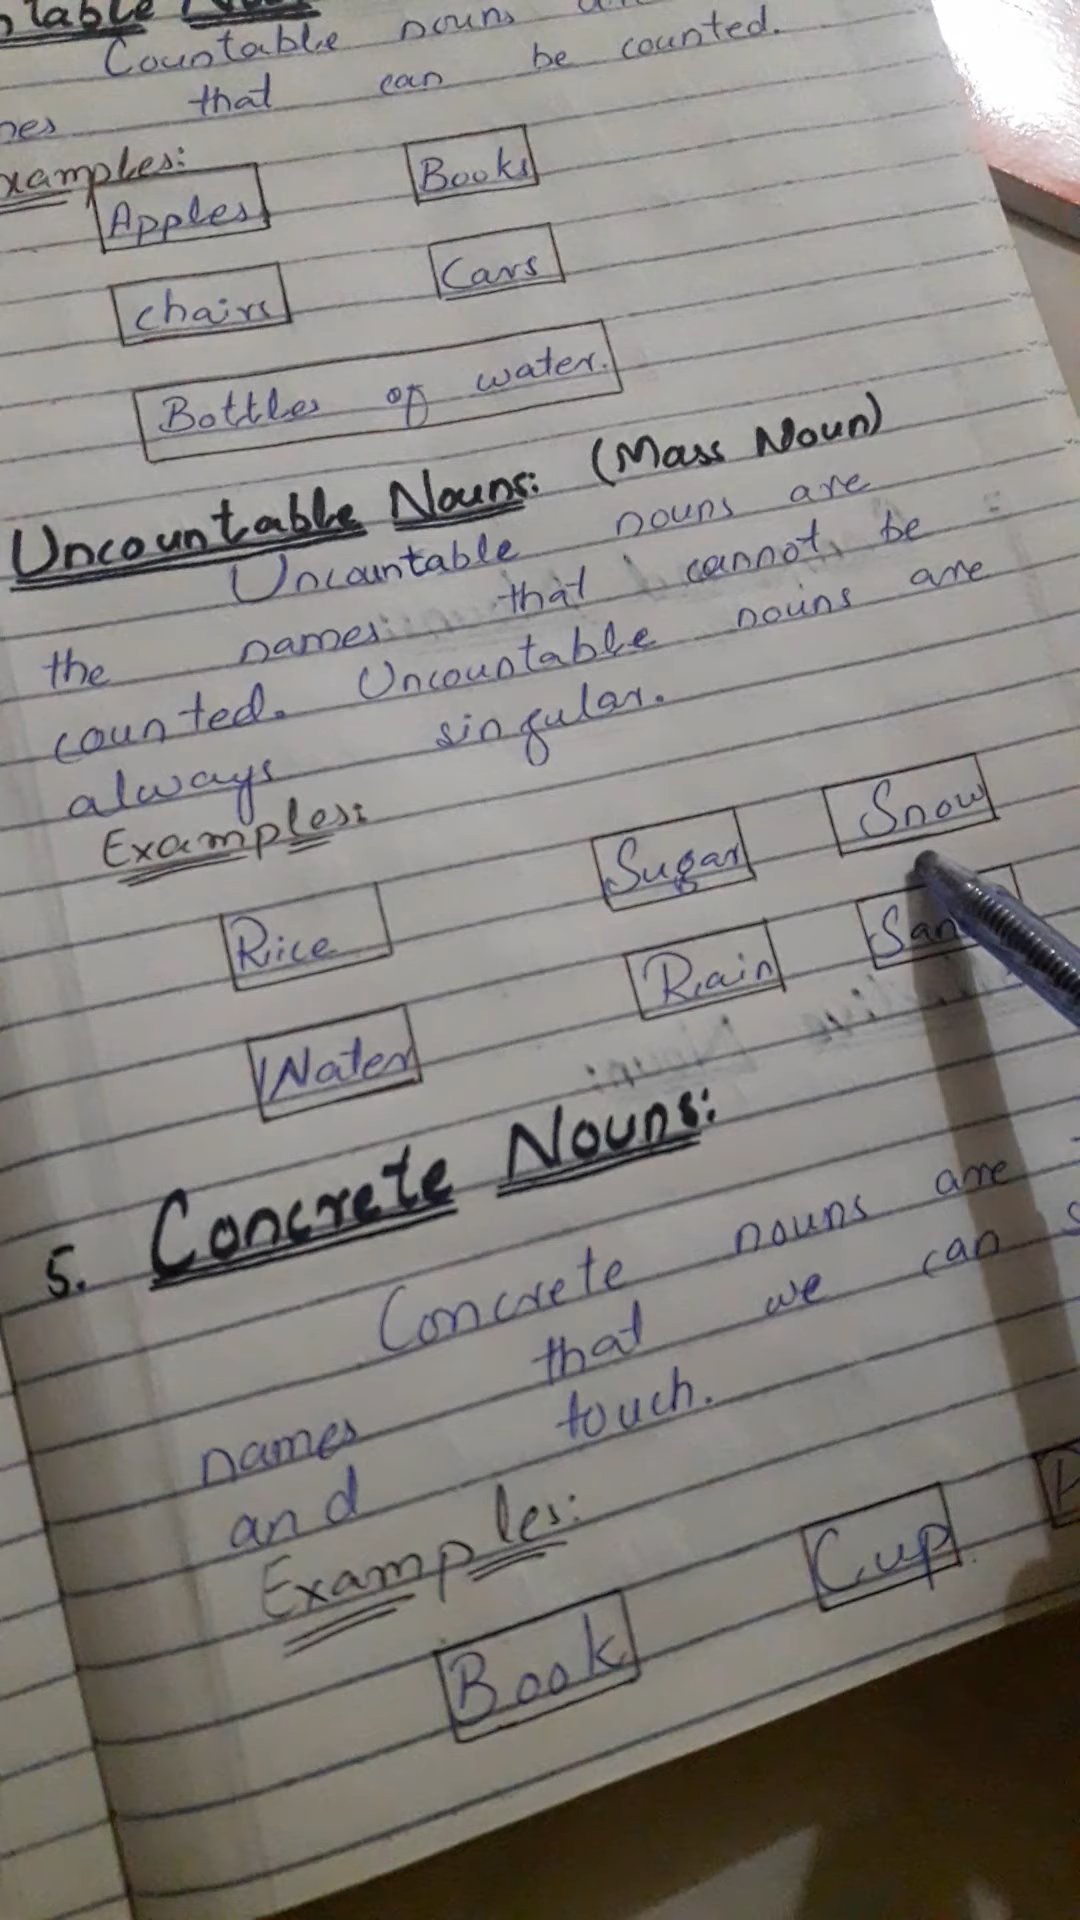 Countable nouns
that can be counted.
Examples:
Apples Books
chairs Cars
Bottles of water.
Uncountable Nouns: (Mass Noun)
Uncountable nouns are
the names that cannot be
counted. Uncountable nouns are
always singular.
Examples:
Rice Sugar Snow
Water Rain
5. Concrete Nouns:
Concrete nouns are
names that we can
and touch.
Examples:
Book Cup